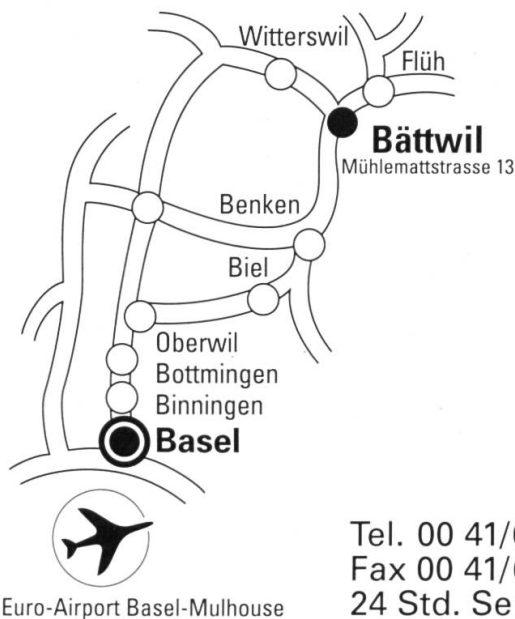 Witterswil
Flüh
Bättwil
Mühlemattstrasse 13
Benken
Biel
Oberwil
Bottmingen
Binningen
Basel
Euro-Airport Basel-Mulhouse
Tel. 00 41/
Fax 00 41/
24 Std.